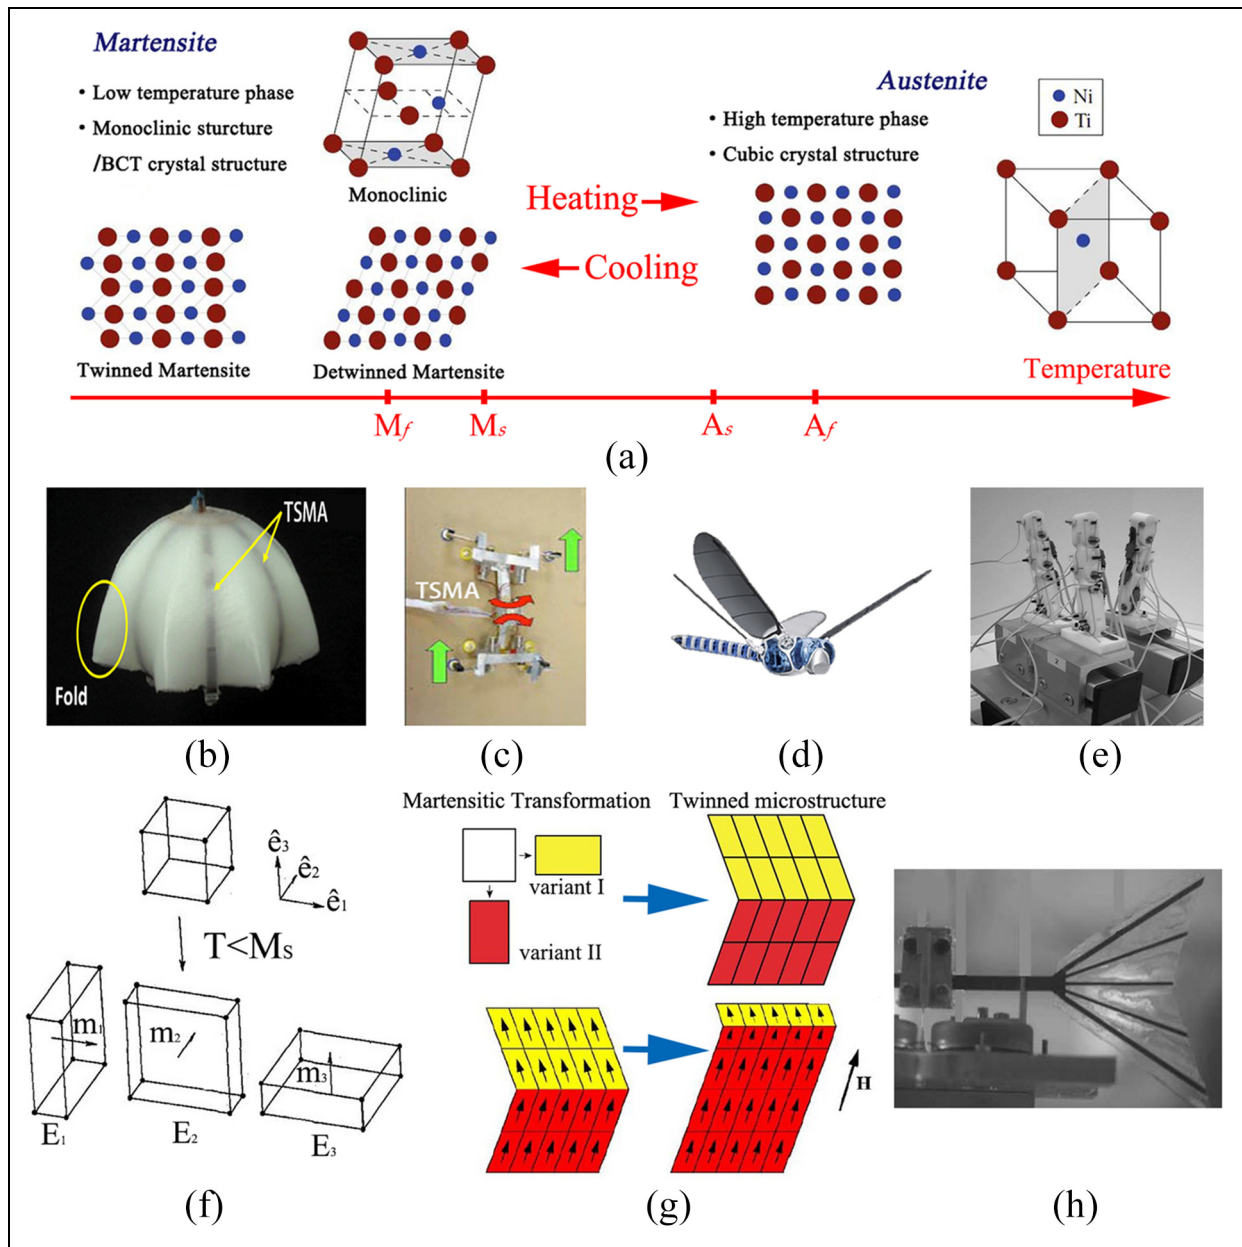 Martensite
• Low temperature phase
• Monoclinic sturcture
/BCT crystal structure
Monoclinic
Austenite
• High temperature phase
• Cubic crystal structure
Ni
Ti
Heating
Cooling
Twinned Martensite
Detwinned Martensite
Temperature
Mf
Ms
As
Af
(a)
TSMA
Fold
TSMA
2
(b)
(c)
(d)
(e)
ê3
ê2
ê1
T<Ms
m1
m2
m3
E1
E2
E3
Martensitic Transformation
Twinned microstructure
variant I
variant II
H
(f)
(g)
(h)